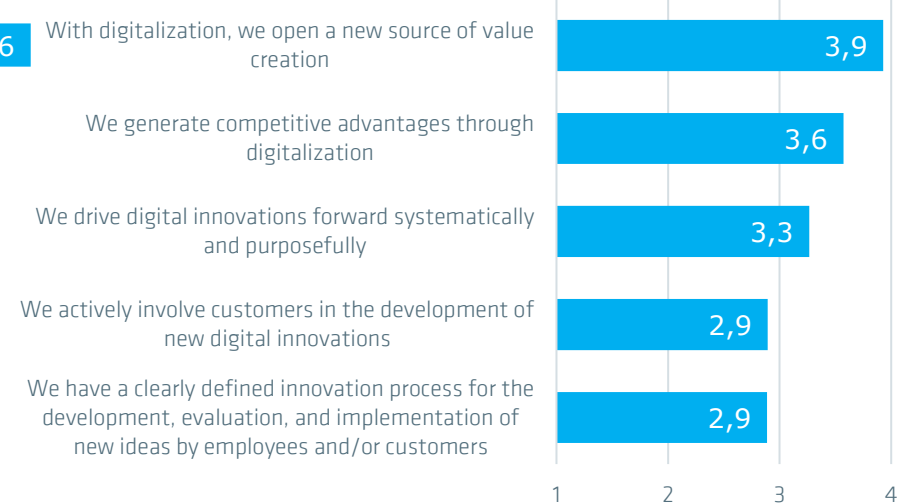 6
With digitalization, we open a new source of value
creation
3,9
We generate competitive advantages through
digitalization
3,6
We drive digital innovations forward systematically
and purposefully
3,3
We actively involve customers in the development of
new digital innovations
2,9
We have a clearly defined innovation process for the
development, evaluation, and implementation of
new ideas by employees and/or customers
2,9
1 2 3 4